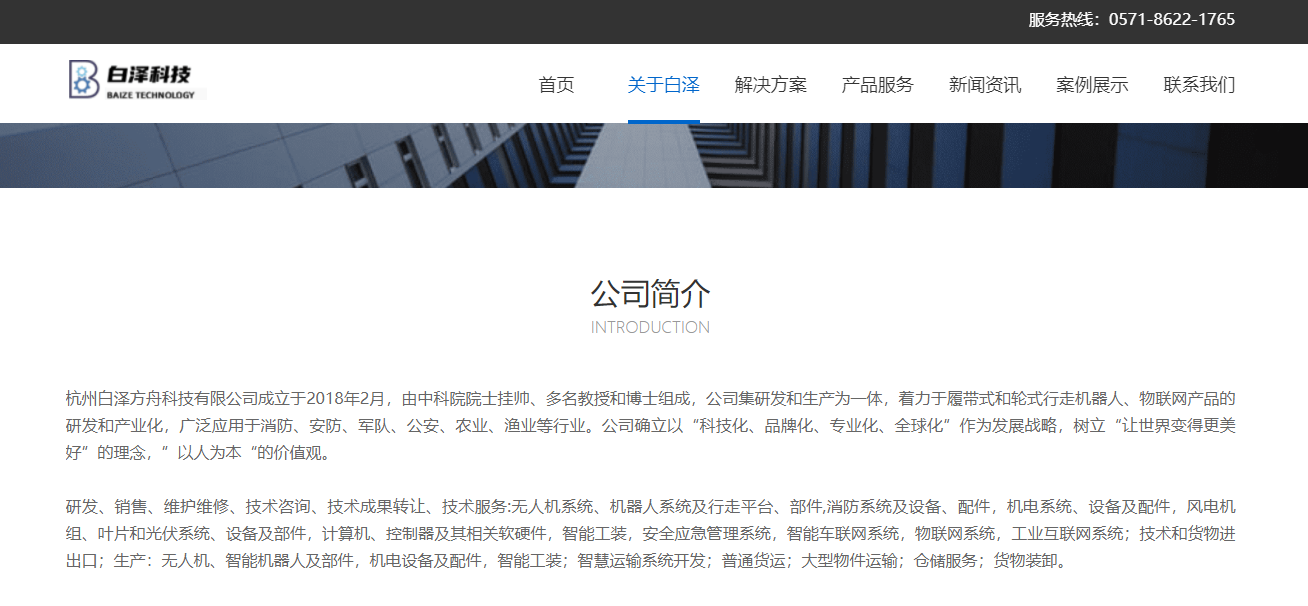 服务热线：0571-8622-1765
白泽科技
BAIZE TECHNOLOGY
首页 关于白泽 解决方案 产品服务 新闻资讯 案例展示 联系我们
公司简介
INTRODUCTION
杭州白泽方舟科技有限公司成立于2018年2月，由中科院院士挂帅、多名教授和博士组成，公司集研发和生产为一体，着力于履带式和轮式行走机器人、物联网产品的
研发和产业化，广泛应用于消防、安防、军队、公安、农业、渔业等行业。公司确立以“科技化、品牌化、专业化、全球化”作为发展战略，树立“让世界变得更美
好”的理念，”以人为本“的价值观。
研发、销售、维护维修、技术咨询、技术成果转让、技术服务:无人机系统、机器人系统及行走平台、部件,消防系统及设备、配件，机电系统、设备及配件，风电机
组、叶片和光伏系统、设备及部件，计算机、控制器及其相关软硬件，智能工装，安全应急管理系统，智能车联网系统，物联网系统，工业互联网系统；技术和货物进
出口；生产：无人机、智能机器人及部件，机电设备及配件，智能工装；智慧运输系统开发；普通货运；大型物件运输；仓储服务；货物装卸。